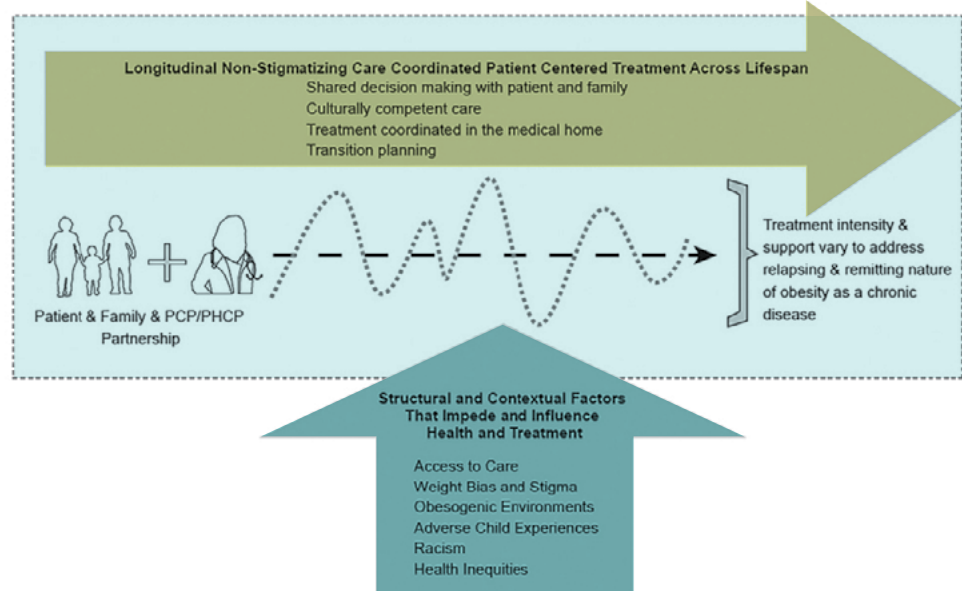 Longitudinal Non-Stigmatizing Care Coordinated Patient Centered Treatment Across Lifespan
Shared decision making with patient and family
Culturally competent care
Treatment coordinated in the medical home
Transition planning
Patient & Family & PCP/PHCP
Partnership
Treatment intensity &
support vary to address
relapsing & remitting nature
of obesity as a chronic
disease
Structural and Contextual Factors
That Impede and Influence
Health and Treatment
Access to Care
Weight Bias and Stigma
Obesogenic Environments
Adverse Child Experiences
Racism
Health Inequities